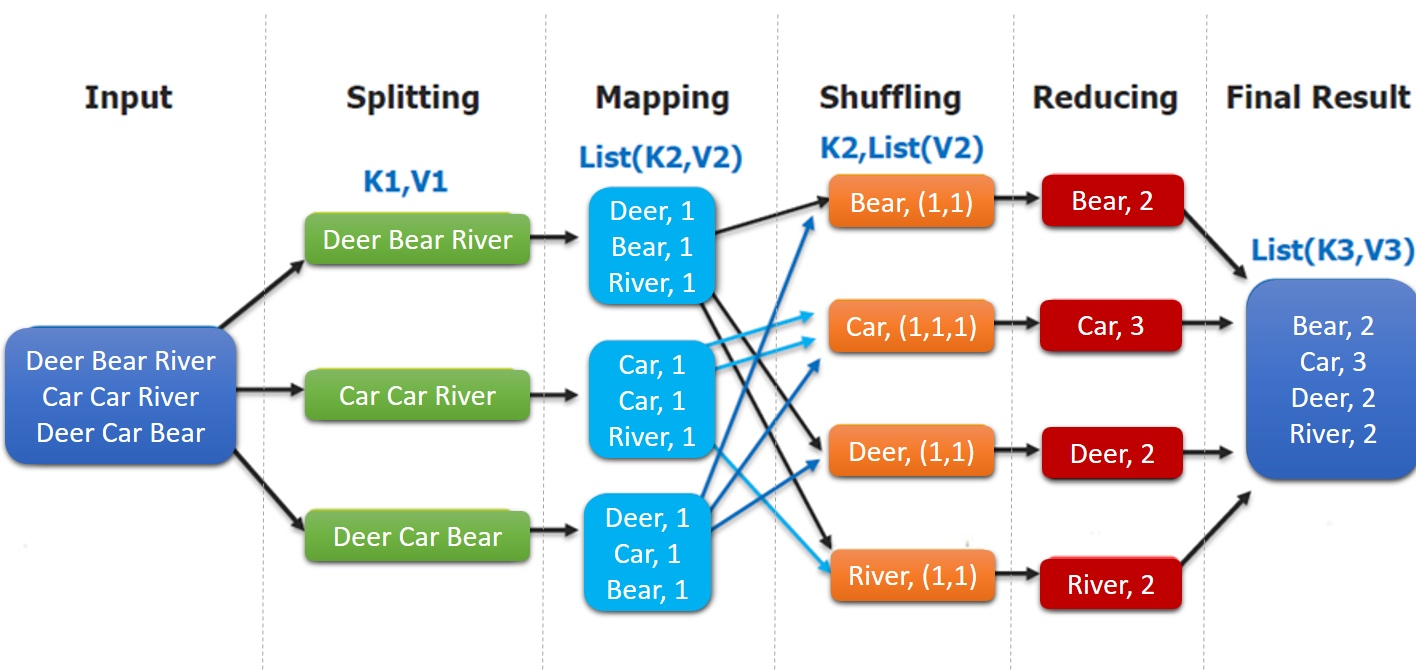 Input
Splitting
Mapping
Shuffling
Reducing
Final Result
K1,V1
List(K2,V2)
K2,List(V2)
List(K3,V3)
Deer Bear River
Car Car River
Deer Car Bear
Deer Bear River
Car Car River
Deer Car Bear
Deer, 1
Bear, 1
River, 1
Car, 1
Car, 1
River, 1
Deer, 1
Car, 1
Bear, 1
Bear, (1,1)
Car, (1,1,1)
Deer, (1,1)
River, (1,1)
Bear, 2
Car, 3
Deer, 2
River, 2
Bear, 2
Car, 3
Deer, 2
River, 2